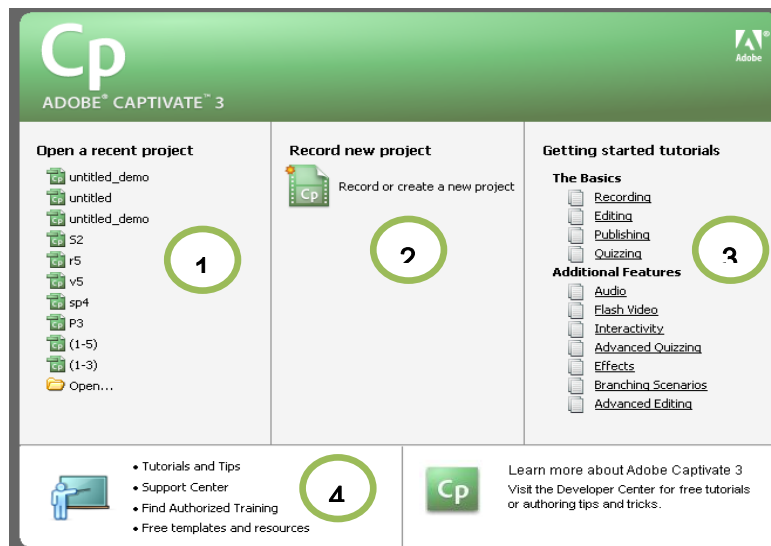 Cp
Adobe
ADOBE® CAPTIVATE™ 3
Open a recent project
untitled_demo
untitled
untitled_demo
S2
r5
v5
sp4
P3
(1-5)
(1-3)
Open...
1
Record new project
Record or create a new project
2
Getting started tutorials
The Basics
Recording
Editing
Publishing
Quizzing
Additional Features
Audio
Flash Video
Interactivity
Advanced Quizzing
Effects
Branching Scenarios
Advanced Editing
3
• Tutorials and Tips
• Support Center
• Find Authorized Training
• Free templates and resources
4
Cp
Learn more about Adobe Captivate 3
Visit the Developer Center for free tutorials
or authoring tips and tricks.